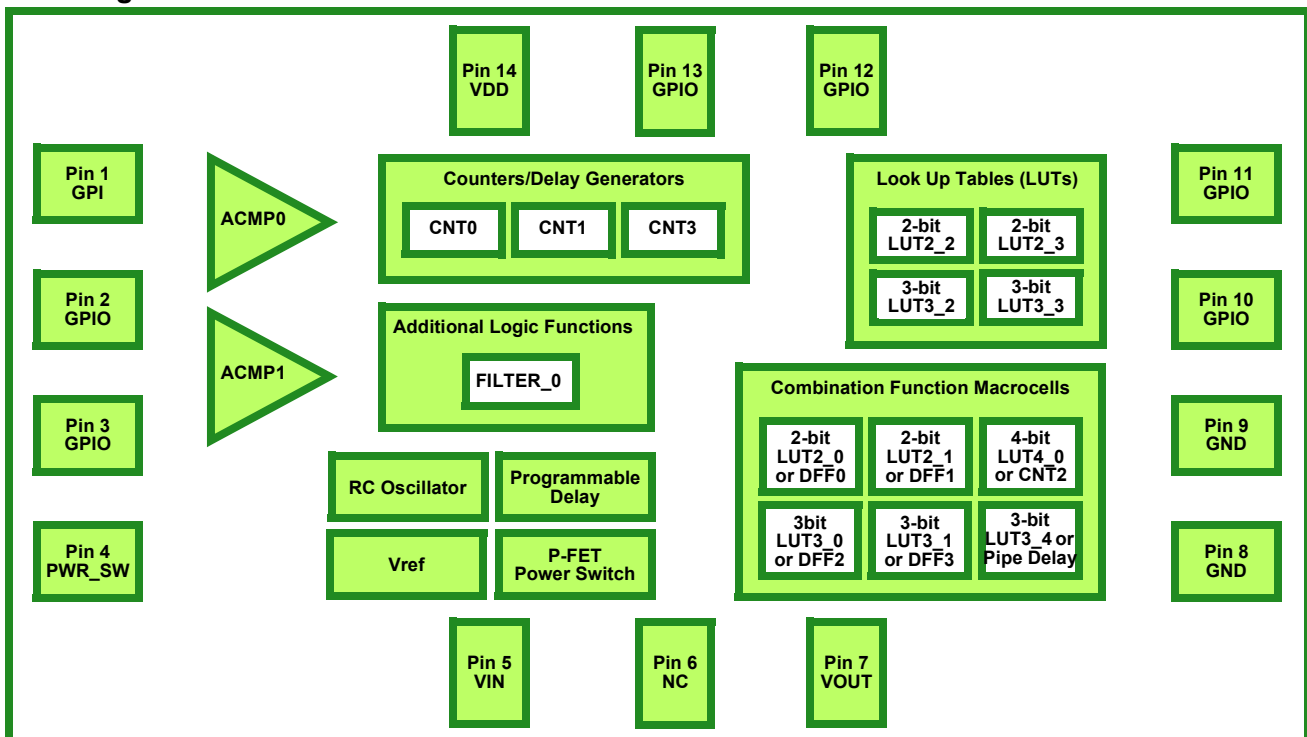 Pin 14
VDD
Pin 13
GPIO
Pin 12
GPIO
Pin 1
GPI
ACMP0
Counters/Delay Generators
CNT0
CNT1
CNT3
Look Up Tables (LUTs)
2-bit
LUT2_2
2-bit
LUT2_3
3-bit
LUT3_2
3-bit
LUT3_3
Pin 11
GPIO
Pin 2
GPIO
Additional Logic Functions
FILTER_0
Pin 10
GPIO
ACMP1
Combination Function Macrocells
2-bit
LUT2_0
or DFF0
2-bit
LUT2_1
or DFF1
4-bit
LUT4_0
or CNT2
3bit
LUT3_0
or DFF2
3-bit
LUT3_1
or DFF3
3-bit
LUT3_4 or
Pipe Delay
Pin 3
GPIO
Pin 9
GND
RC Oscillator
Programmable
Delay
Vref
P-FET
Power Switch
Pin 4
PWR_SW
Pin 8
GND
Pin 5
VIN
Pin 6
NC
Pin 7
VOUT